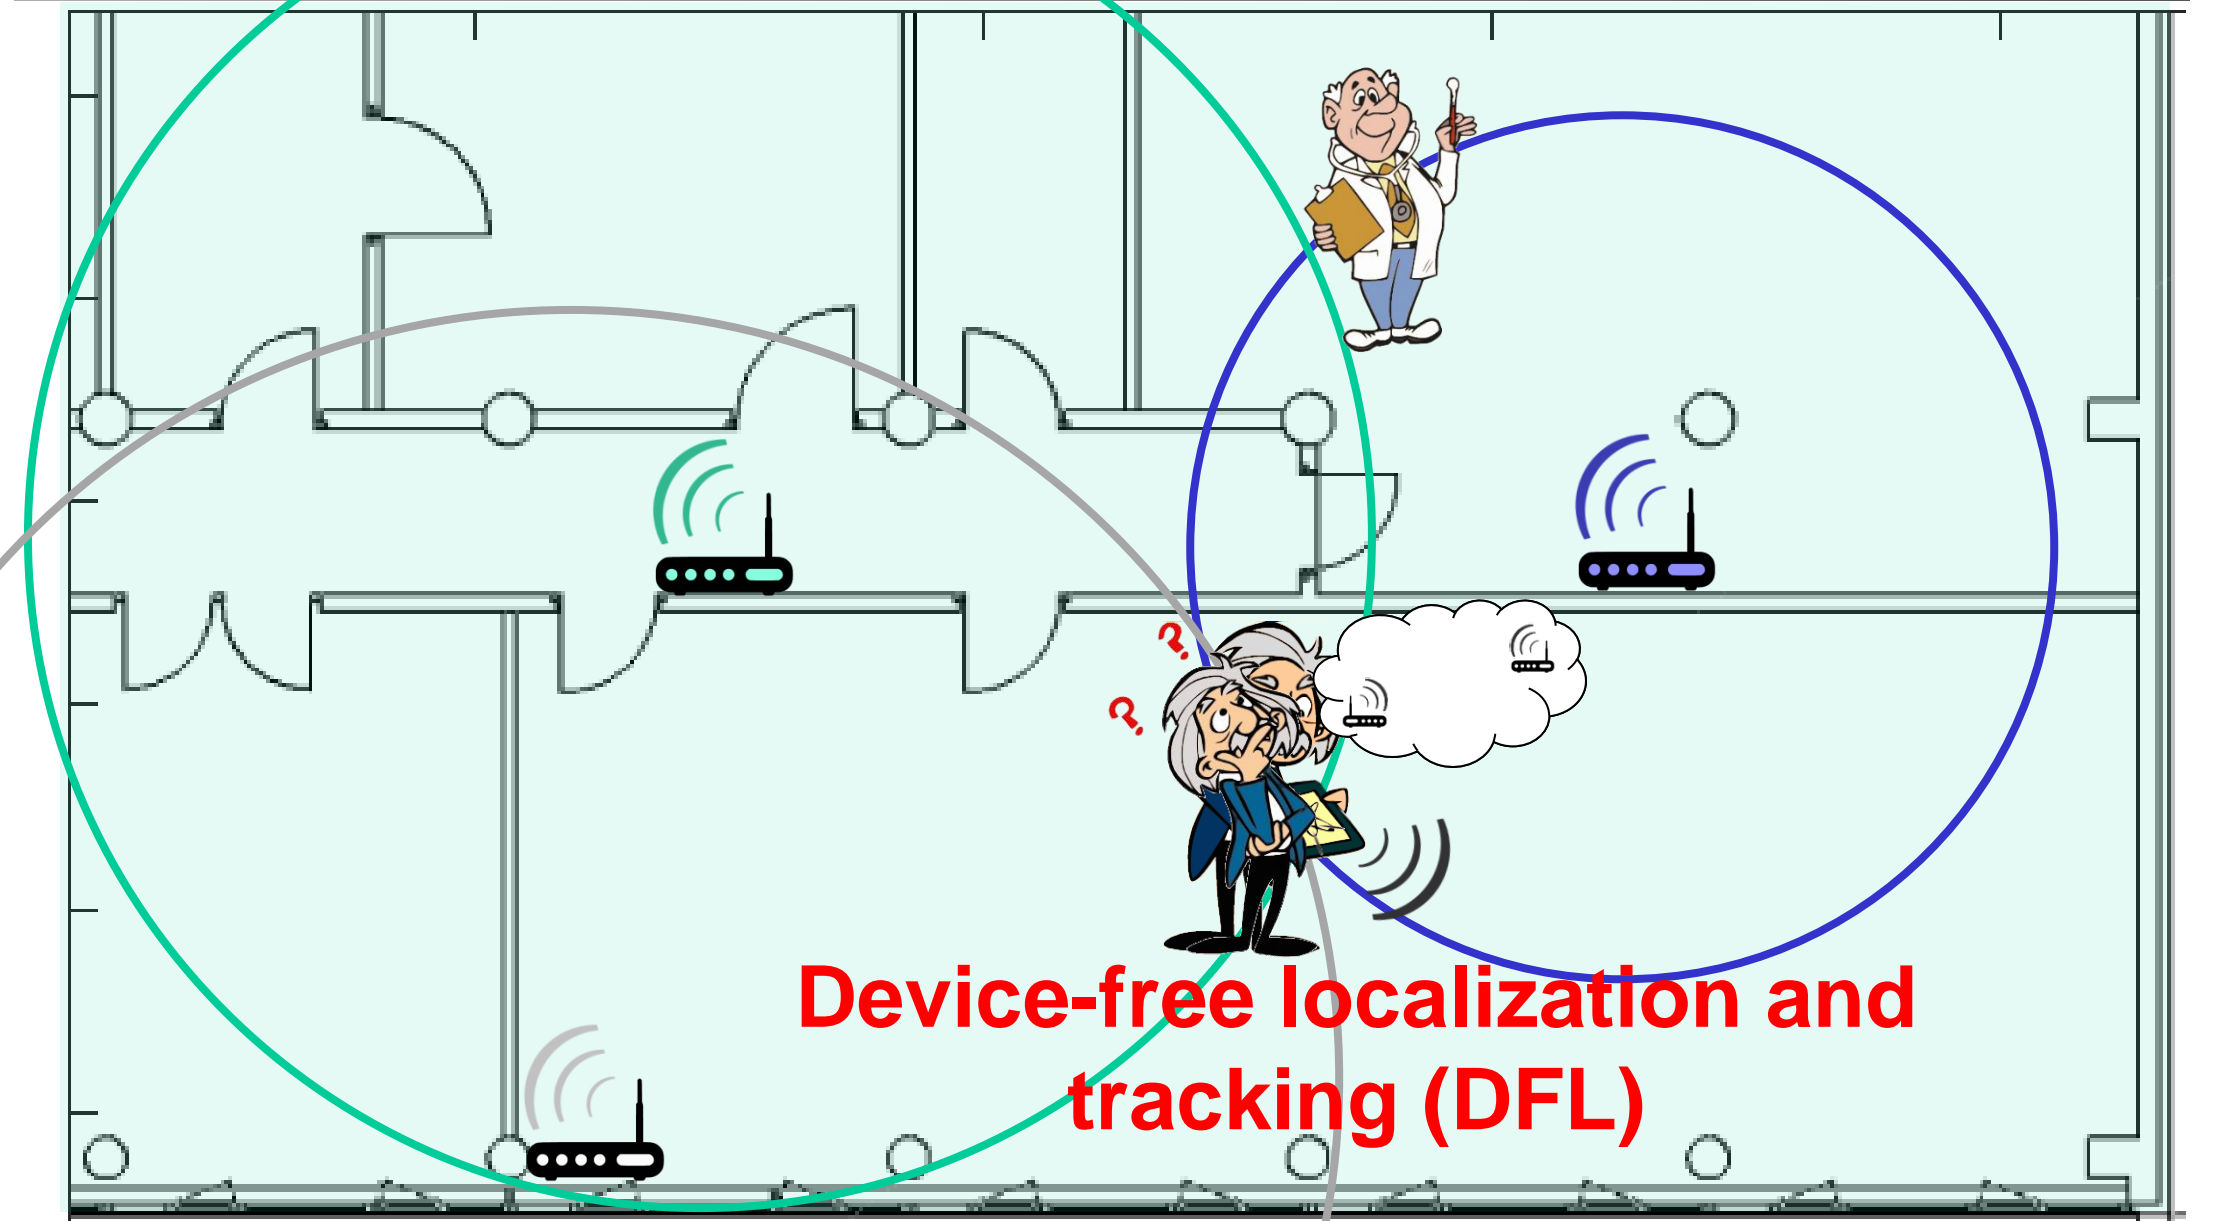 ?
?
Device-free localization and
tracking (DFL)